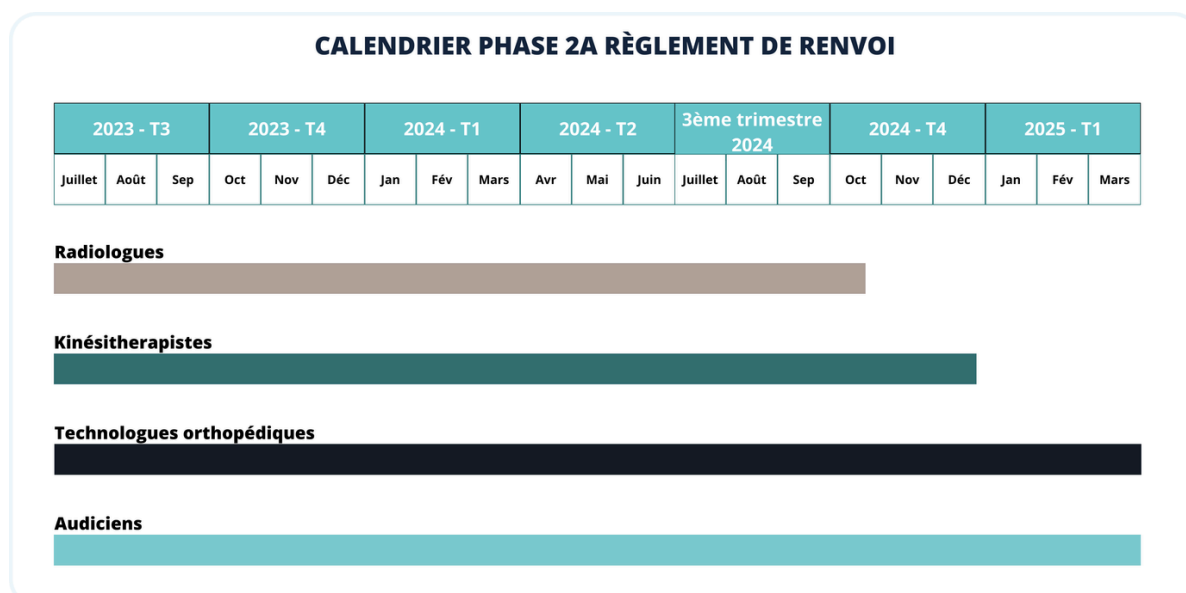 CALENDRIER PHASE 2A RÈGLEMENT DE RENVOI
2023 - T3 2023 - T4 2024 - T1 2024 - T2 3ème trimestre 2024 2024 - T4 2025 - T1
Juillet Août Sep Oct Nov Déc Jan Fév Mars Avr Mai Juin Juillet Août Sep Oct Nov Déc Jan Fév Mars
Radiologues
Kinésitherapistes
Technologues orthopédiques
Audiciens